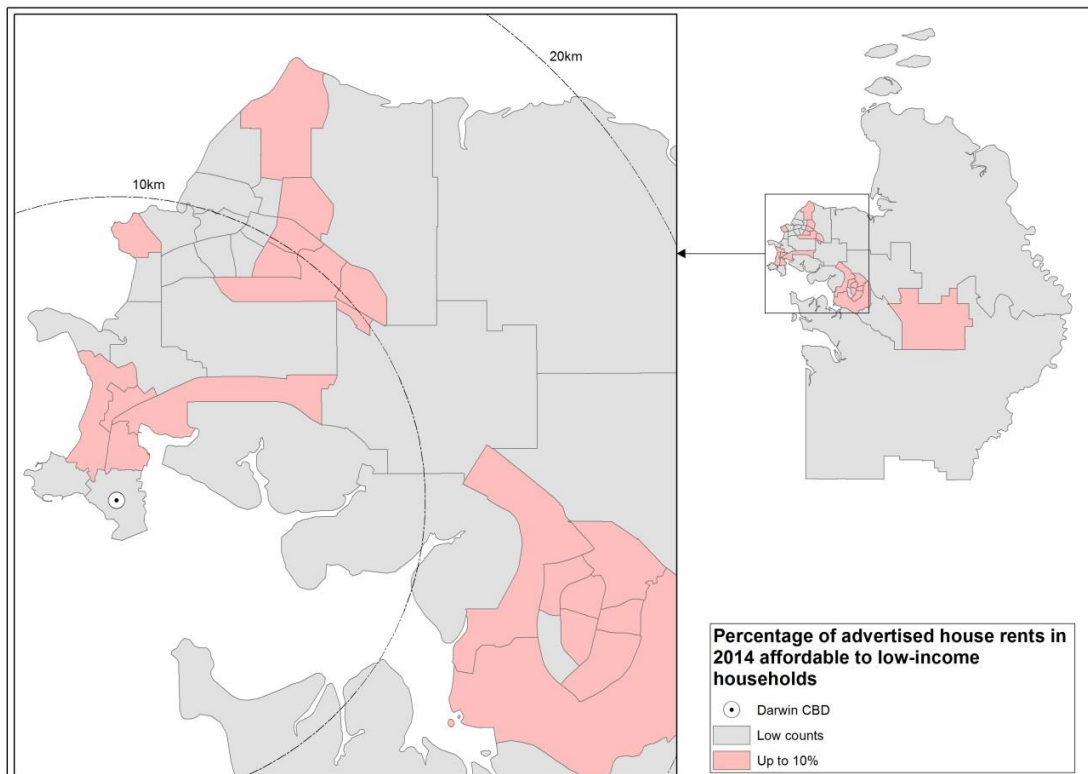 20km
10km
Percentage of advertised house rents in
2014 affordable to low-income
households
Darwin CBD
Low counts
Up to 10%